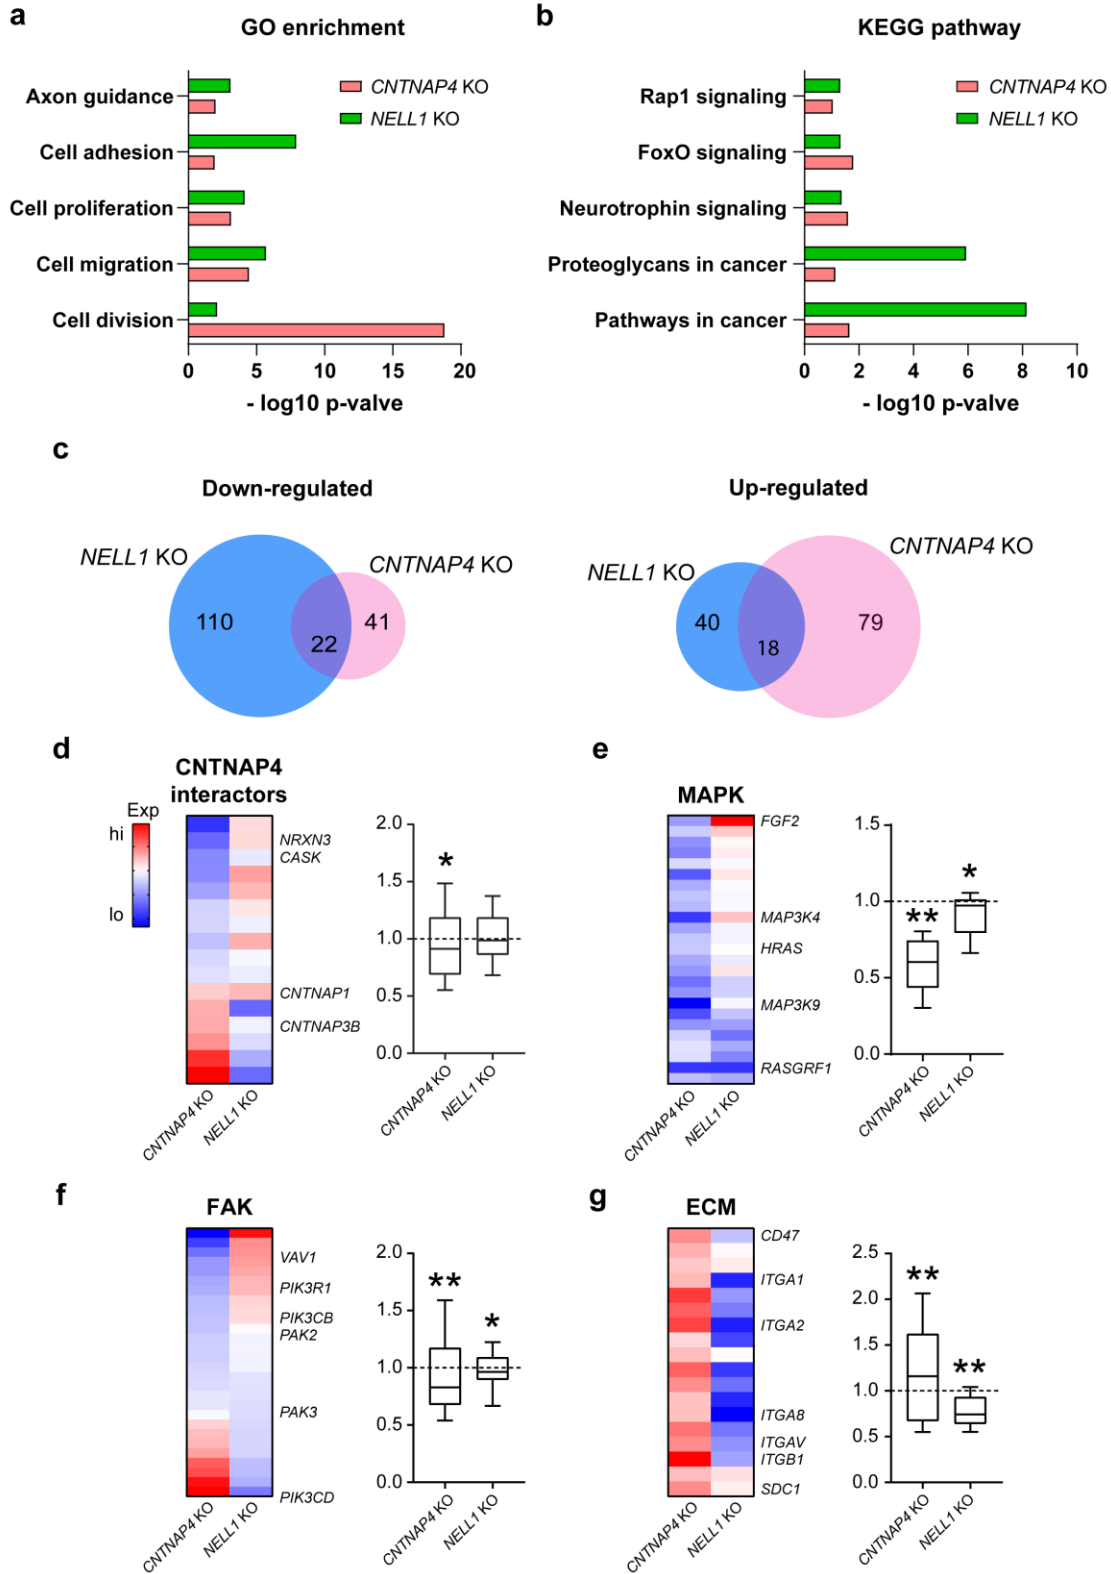 a
GO enrichment
Axon guidance
Cell adhesion
Cell proliferation
Cell migration
Cell division
CNTNAP4 KO
NELL1 KO
0 5 10 15 20
- log10 p-valve
b
KEGG pathway
Rap1 signaling
FoxO signaling
Neurotrophin signaling
Proteoglycans in cancer
Pathways in cancer
CNTNAP4 KO
NELL1 KO
0 2 4 6 8 10
- log10 p-valve
c
Down-regulated
NELL1 KO
CNTNAP4 KO
110
22
41
Up-regulated
NELL1 KO
CNTNAP4 KO
40
18
79
d
CNTNAP4
interactors
Exp
hi
lo
NRXN3
CASK
CNTNAP1
CNTNAP3B
CNTNAP4 KO
NELL1 KO
2.0
1.5
1.0
0.5
0.0
*
CNTNAP4 KO
NELL1 KO
e
MAPK
FGF2
MAP3K4
HRAS
MAP3K9
RASGRF1
CNTNAP4 KO
NELL1 KO
1.5
1.0
0.5
0.0
**
*
CNTNAP4 KO
NELL1 KO
f
FAK
VAV1
PIK3R1
PIK3CB
PAK2
PAK3
PIK3CD
CNTNAP4 KO
NELL1 KO
2.0
1.5
1.0
0.5
0.0
**
*
CNTNAP4 KO
NELL1 KO
g
ECM
CD47
ITGA1
ITGA2
ITGA8
ITGAV
ITGB1
SDC1
CNTNAP4 KO
NELL1 KO
2.5
2.0
1.5
1.0
0.5
0.0
**
**
CNTNAP4 KO
NELL1 KO